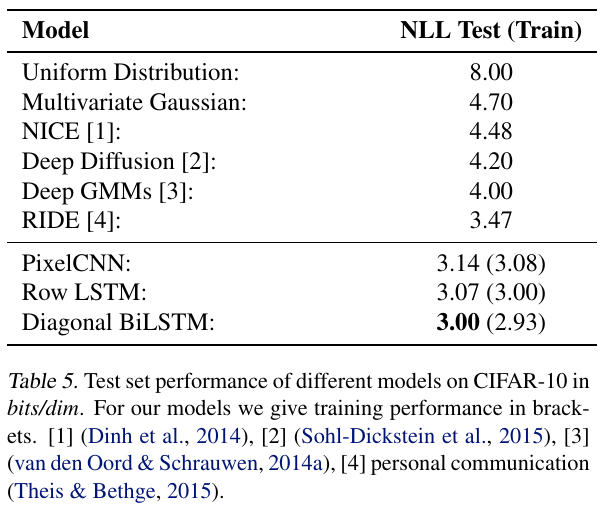 Model NLL Test (Train)
Uniform Distribution: 8.00
Multivariate Gaussian: 4.70
NICE [1]: 4.48
Deep Diffusion [2]: 4.20
Deep GMMs [3]: 4.00
RIDE [4]: 3.47
PixelCNN: 3.14 (3.08)
Row LSTM: 3.07 (3.00)
Diagonal BiLSTM: 3.00 (2.93)
Table 5. Test set performance of different models on CIFAR-10 in
bits/dim. For our models we give training performance in brack-
ets. [1] (Dinh et al., 2014), [2] (Sohl-Dickstein et al., 2015), [3]
(van den Oord & Schrauwen, 2014a), [4] personal communication
(Theis & Bethge, 2015).